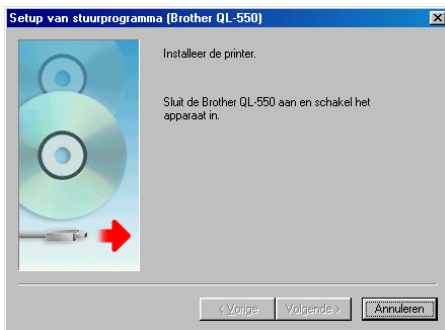 Setup van stuurprogramma (Brother QL-550)
Installeer de printer.
Sluit de Brother QL-550 aan en schakel het
apparaat in.
< Vorige
Volgende >
Annuleren